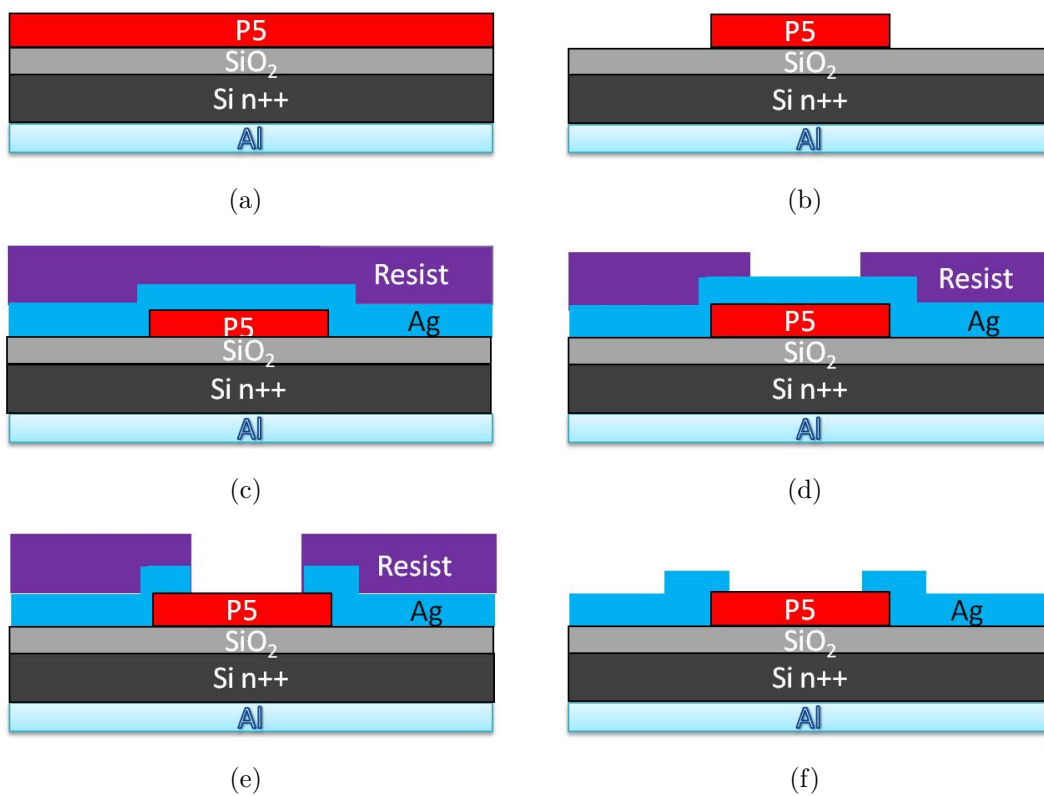 P5
SiO₂
Si n++
Al
(a)
P5
SiO₂
Si n++
Al
(b)
Resist
Ag
P5
SiO₂
Si n++
Al
(c)
Resist
Ag
P5
SiO₂
Si n++
Al
(d)
Resist
Ag
P5
SiO₂
Si n++
Al
(e)
Ag
P5
SiO₂
Si n++
Al
(f)